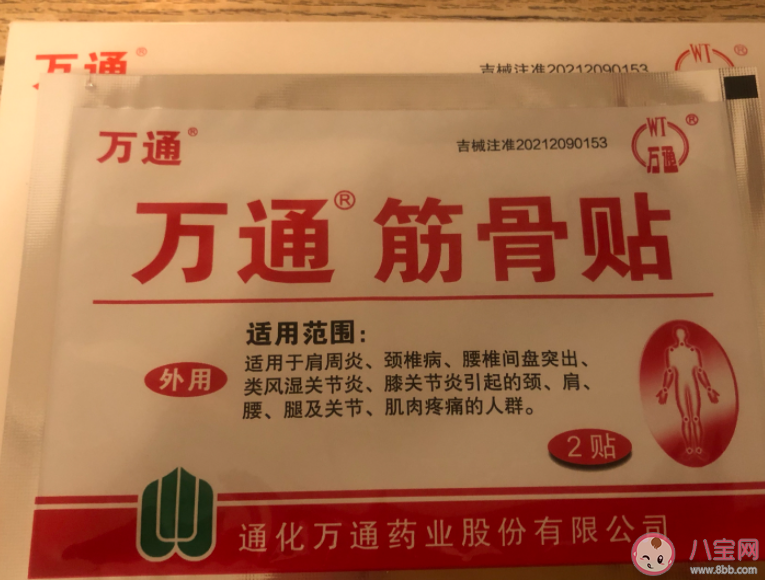 万通® 吉械注准20212090153 WT ®
万通® 吉械注准20212090153 WT 万通 ®
万通® 筋骨贴
适用范围：
外用
适用于肩周炎、颈椎病、腰椎间盘突出、
类风湿关节炎、膝关节炎引起的颈、肩、
腰、腿及关节、肌肉疼痛的人群。
2贴
通化万通药业股份有限公司
八宝网
www.8bb.com